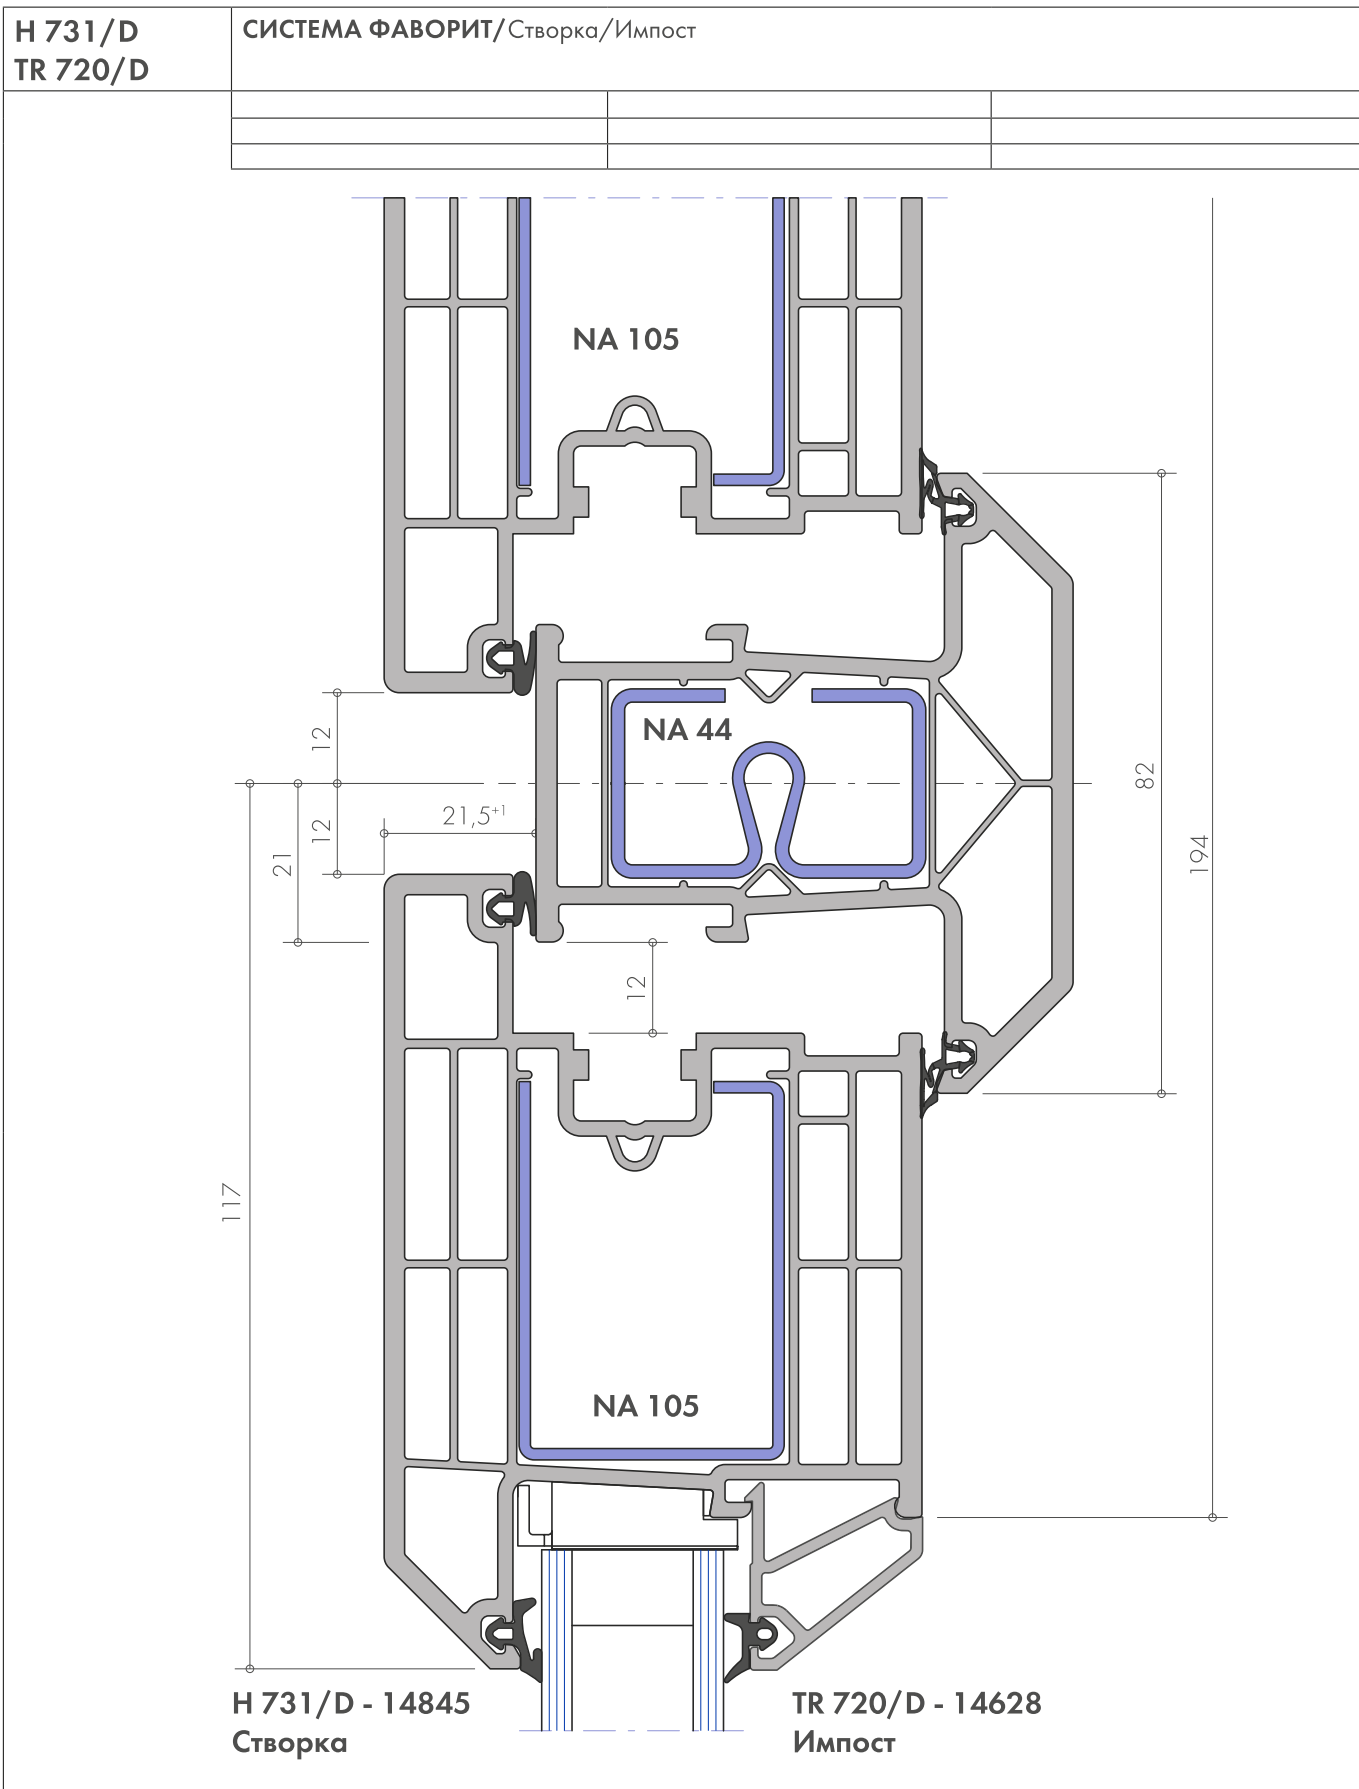 H 731/D
TR 720/D
СИСТЕМА ФАВОРИТ/Створка/Импост
NA 105
NA 44
12
12
21
21,5+1
82
194
12
117
NA 105
H 731/D - 14845
Створка
TR 720/D - 14628
Импост